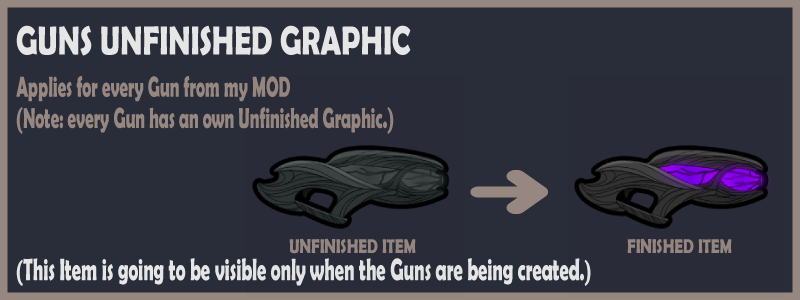 GUNS UNFINISHED GRAPHIC
Applies for every Gun from my MOD
(Note: every Gun has an own Unfinished Graphic.)
UNFINISHED ITEM
FINISHED ITEM
(This Item is going to be visible only when the Guns are being created.)